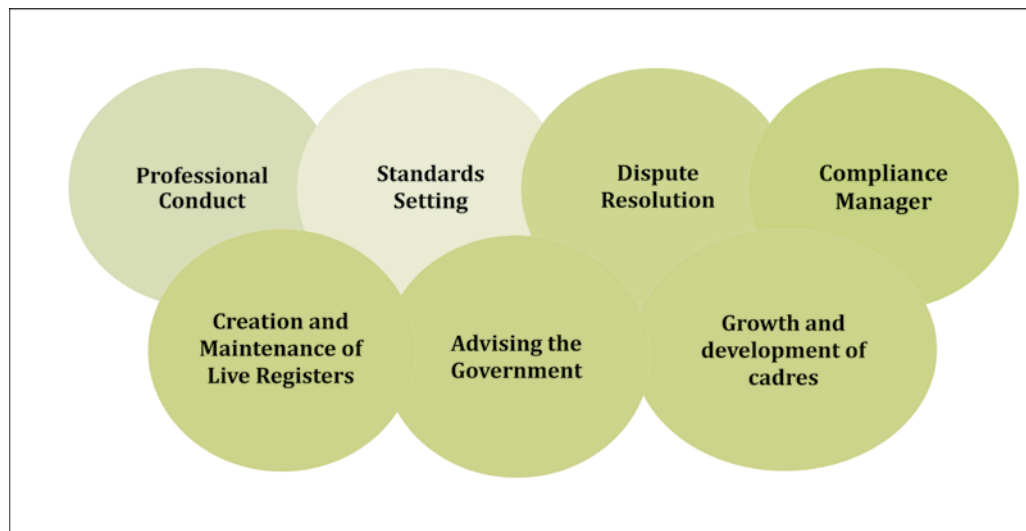 Professional
Conduct
Standards
Setting
Dispute
Resolution
Compliance
Manager
Creation and
Maintenance of
Live Registers
Advising the
Government
Growth and
development of
cadres